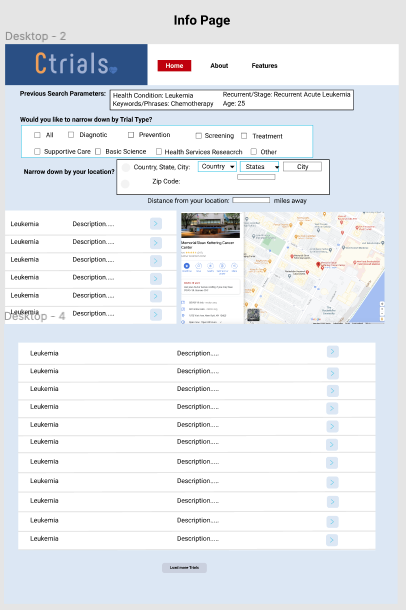 Info Page
Desktop - 2
Ctrials
Home About Features
Previous Search Parameters: Health Condition: Leukemia Recurrent/Stage: Recurrent Acute Leukemia
Keywords/Phrases: Chemotherapy Age: 25
Would you like to narrow down by Trial Type?
All Diagnotic Prevention Screening Treatment
Supportive Care Basic Science Health Services Reseacrch Other
Narrow down by your location? Country, State, City: Country States City
Zip Code:
Distance from your location: miles away
Leukemia Description.....
Leukemia Description.....
Leukemia Description.....
Leukemia Description.....
Leukemia Description.....
Leukemia Description.....
Memorial Sloan Kettering Cancer
Center
Desktop - 4
Leukemia Description.....
Leukemia Description.....
Leukemia Description.....
Leukemia Description.....
Leukemia Description.....
Leukemia Description.....
Leukemia Description.....
Leukemia Description.....
Leukemia Description.....
Leukemia Description.....
Leukemia Description.....
Load more Trials